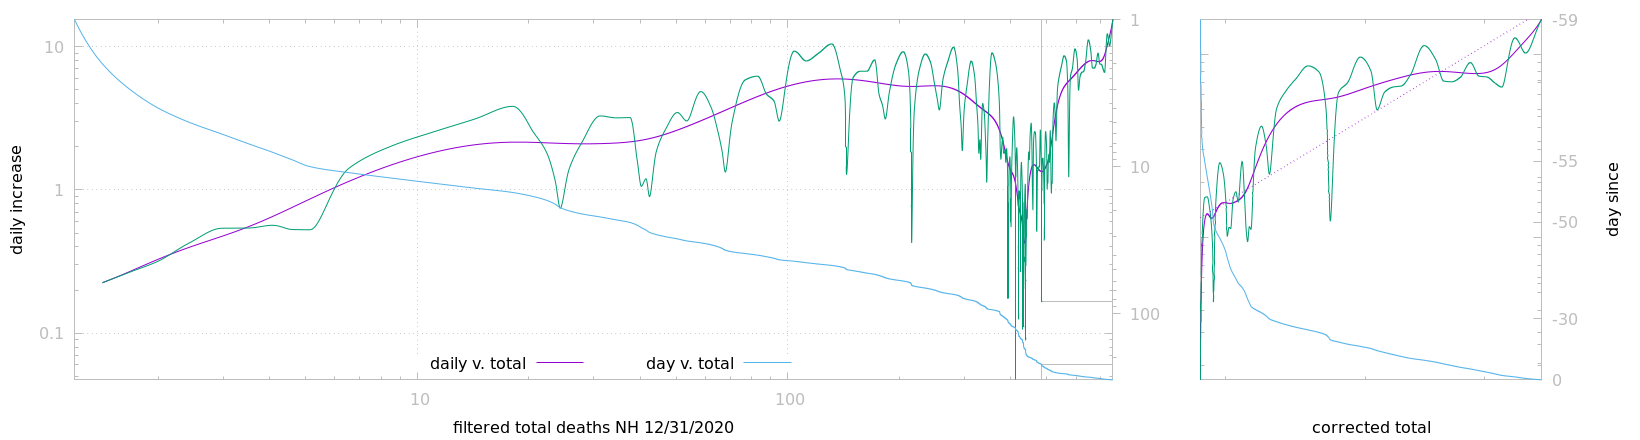 10
1
0.1
daily increase
daily v. total
day v. total
10
100
filtered total deaths NH 12/31/2020
1
10
100
-59
-55
-50
-30
0
day since
corrected total